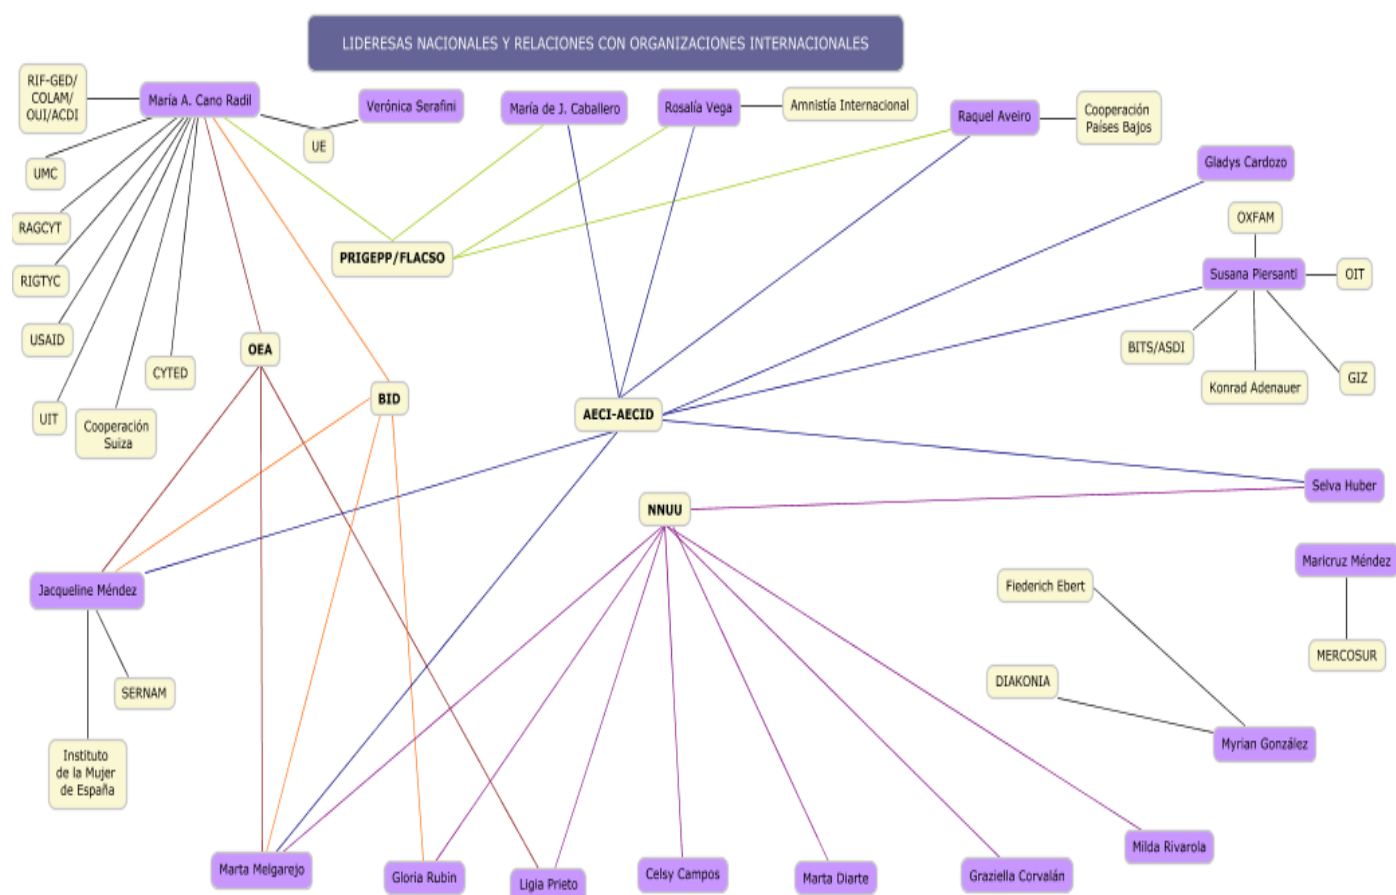 LIDERESAS NACIONALES Y RELACIONES CON ORGANIZACIONES INTERNACIONALES
RIF-GED/
COLAM/
OUI/ACDI
María A. Cano Radil
Verónica Serafini
María de J. Caballero
Rosalía Vega
Amnistía Internacional
Raquel Aveiro
Cooperación
Países Bajos
UE
Gladys Cardozo
UMC
OXFAM
RAGCYT
PRIGEPP/FLACSO
RIGTYC
Susana Piersanti
OIT
USAID
OEA
BITS/ASDI
CYTED
Konrad Adenauer
GIZ
UIT
Cooperación
Suiza
BID
AECI-AECID
Selva Huber
NNUU
Jacqueline Méndez
Fiederich Ebert
Maricruz Méndez
MERCOSUR
DIAKONIA
SERNAM
Myrian González
Instituto
de la Mujer
de España
Marta Melgarejo
Gloria Rubin
Ligia Prieto
Celsy Campos
Marta Diarte
Graziella Corvalán
Milda Rivarola